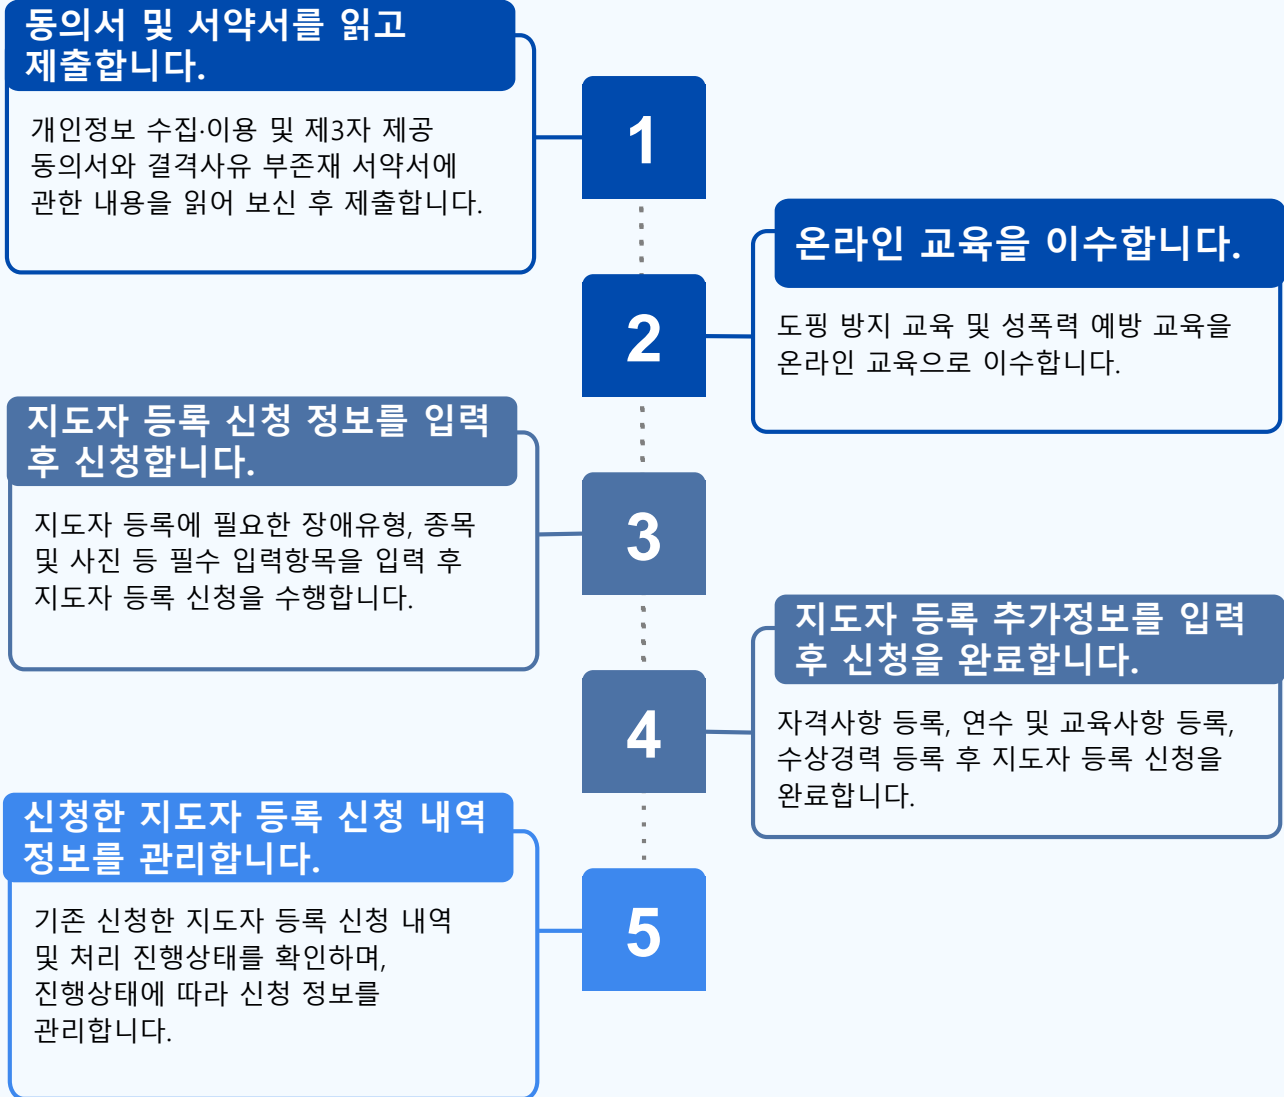 동의서 및 서약서를 읽고
제출합니다.
개인정보 수집·이용 및 제3자 제공
동의서와 결격사유 부존재 서약서에
관한 내용을 읽어 보신 후 제출합니다.
1
온라인 교육을 이수합니다.
도핑 방지 교육 및 성폭력 예방 교육을
온라인 교육으로 이수합니다.
2
지도자 등록 신청 정보를 입력
후 신청합니다.
지도자 등록에 필요한 장애유형, 종목
및 사진 등 필수 입력항목을 입력 후
지도자 등록 신청을 수행합니다.
3
지도자 등록 추가정보를 입력
후 신청을 완료합니다.
자격사항 등록, 연수 및 교육사항 등록,
수상경력 등록 후 지도자 등록 신청을
완료합니다.
4
신청한 지도자 등록 신청 내역
정보를 관리합니다.
기존 신청한 지도자 등록 신청 내역
및 처리 진행상태를 확인하며,
진행상태에 따라 신청 정보를
관리합니다.
5